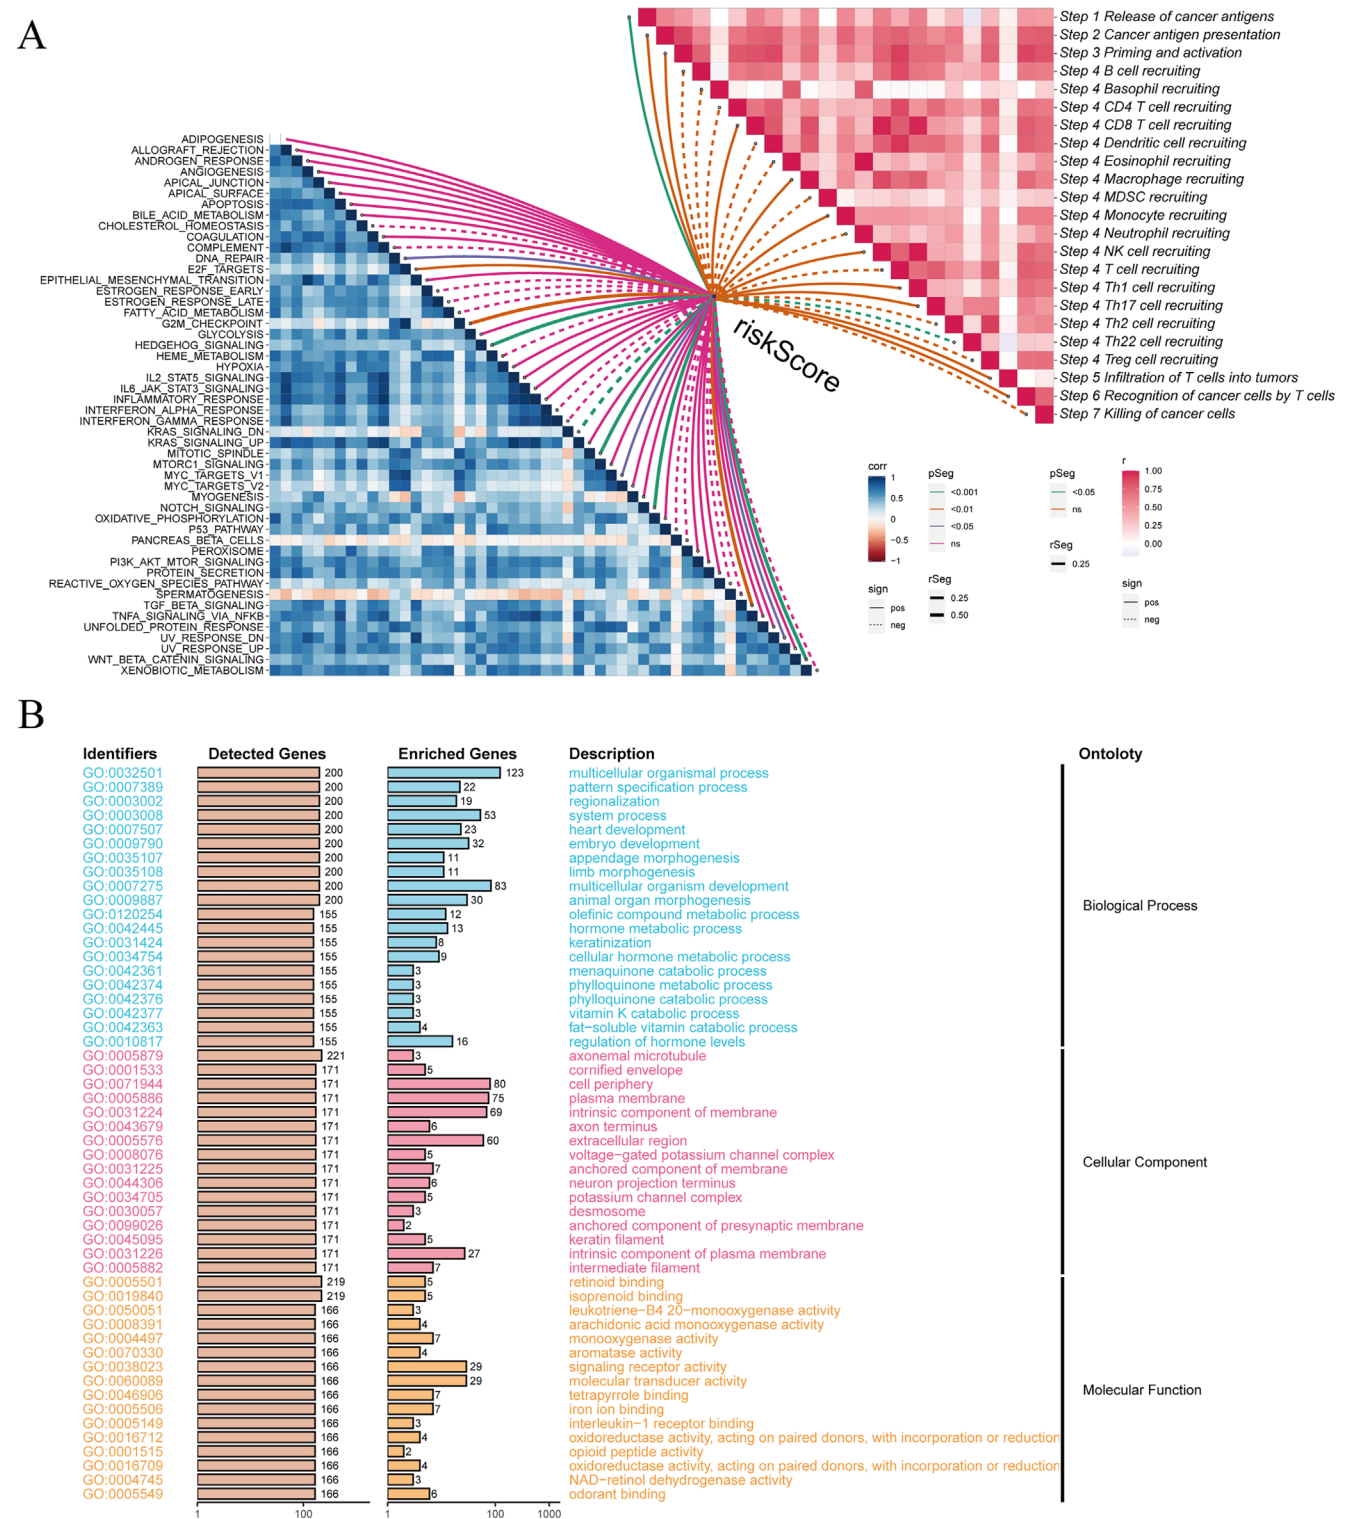 A
Step 1 Release of cancer antigens
Step 2 Cancer antigen presentation
Step 3 Priming and activation
Step 4 B cell recruiting
Step 4 Basophil recruiting
Step 4 CD4 T cell recruiting
Step 4 CD8 T cell recruiting
Step 4 Dendritic cell recruiting
Step 4 Eosinophil recruiting
Step 4 Macrophage recruiting
Step 4 MDSC recruiting
Step 4 Monocyte recruiting
Step 4 Neutrophil recruiting
Step 4 NK cell recruiting
Step 4 T cell recruiting
Step 4 Th1 cell recruiting
Step 4 Th17 cell recruiting
Step 4 Th2 cell recruiting
Step 4 Th22 cell recruiting
Step 4 Treg cell recruiting
Step 5 Infiltration of T cells into tumors
Step 6 Recognition of cancer cells by T cells
Step 7 Killing of cancer cells
ADIPOGENESIS
ALLOGRAFT_REJECTION
ANDROGEN_RESPONSE
ANGIOGENESIS
APICAL_JUNCTION
APICAL_SURFACE
APOPTOSIS
BILE_ACID_METABOLISM
CHOLESTEROL_HOMEOSTASIS
COAGULATION
COMPLEMENT
DNA_REPAIR
E2F_TARGETS
EPITHELIAL_MESENCHYMAL_TRANSITION
ESTROGEN_RESPONSE_EARLY
ESTROGEN_RESPONSE_LATE
FATTY_ACID_METABOLISM
G2M_CHECKPOINT
GLYCOLYSIS
HEDGEHOG_SIGNALING
HEME_METABOLISM
HYPOXIA
IL2_STAT5_SIGNALING
IL6_JAK_STAT3_SIGNALING
INFLAMMATORY_RESPONSE
INTERFERON_ALPHA_RESPONSE
INTERFERON_GAMMA_RESPONSE
KRAS_SIGNALING_DN
KRAS_SIGNALING_UP
MITOTIC_SPINDLE
MTORC1_SIGNALING
MYC_TARGETS_V1
MYC_TARGETS_V2
MYOGENESIS
NOTCH_SIGNALING
OXIDATIVE_PHOSPHORYLATION
P53_PATHWAY
PANCREAS_BETA_CELLS
PEROXISOME
PI3K_AKT_MTOR_SIGNALING
PROTEIN_SECRETION
REACTIVE_OXYGEN_SPECIES_PATHWAY
SPERMATOGENESIS
TGF_BETA_SIGNALING
TNFA_SIGNALING_VIA_NFKB
UNFOLDED_PROTEIN_RESPONSE
UV_RESPONSE_DN
UV_RESPONSE_UP
WNT_BETA_CATENIN_SIGNALING
XENOBIOTIC_METABOLISM
riskScore
corr
1
0.5
0
−0.5
−1
sign
pos
neg
pSeg
<0.001
<0.01
<0.05
ns
rSeg
0.25
0.50
pSeg
<0.05
ns
rSeg
0.25
r
1.00
0.75
0.50
0.25
0.00
sign
pos
neg
B
Identifiers Detected Genes Enriched Genes Description Ontoloty
GO:0032501 200 123 multicellular organismal process
GO:0007389 200 22 pattern specification process
GO:0003002 200 19 regionalization
GO:0003008 200 53 system process
GO:0007507 200 23 heart development
GO:0009790 200 32 embryo development
GO:0035107 200 11 appendage morphogenesis
GO:0035108 200 11 limb morphogenesis
GO:0007275 200 83 multicellular organism development
GO:0009887 200 30 animal organ morphogenesis
Biological Process
GO:0120254 155 12 olefinic compound metabolic process
GO:0042445 155 13 hormone metabolic process
GO:0031424 155 8 keratinization
GO:0034754 155 9 cellular hormone metabolic process
GO:0042361 155 3 menaquinone catabolic process
GO:0042374 155 3 phylloquinone metabolic process
GO:0042376 155 3 phylloquinone catabolic process
GO:0042377 155 3 vitamin K catabolic process
GO:0042363 155 4 fat−soluble vitamin catabolic process
GO:0010817 155 16 regulation of hormone levels
GO:0005879 221 3 axonemal microtubule
GO:0001533 171 5 cornified envelope
GO:0071944 171 80 cell periphery
GO:0005886 171 75 plasma membrane
GO:0031224 171 69 intrinsic component of membrane
GO:0043679 171 6 axon terminus
GO:0005576 171 60 extracellular region
GO:0008076 171 5 voltage−gated potassium channel complex
Cellular Component
GO:0031225 171 7 anchored component of membrane
GO:0044306 171 6 neuron projection terminus
GO:0034705 171 5 potassium channel complex
GO:0030057 171 3 desmosome
GO:0099026 171 2 anchored component of presynaptic membrane
GO:0045095 171 5 keratin filament
GO:0031226 171 27 intrinsic component of plasma membrane
GO:0005882 171 7 intermediate filament
GO:0005501 219 5 retinoid binding
GO:0019840 219 5 isoprenoid binding
GO:0050051 166 3 leukotriene−B4 20−monooxygenase activity
GO:0008391 166 4 arachidonic acid monooxygenase activity
GO:0004497 166 7 monooxygenase activity
GO:0070330 166 4 aromatase activity
GO:0038023 166 29 signaling receptor activity
GO:0060089 166 29 molecular transducer activity
Molecular Function
GO:0046906 166 7 tetrapyrrole binding
GO:0005506 166 7 iron ion binding
GO:0005149 166 3 interleukin−1 receptor binding
GO:0016712 166 4 oxidoreductase activity, acting on paired donors, with incorporation or reduction
GO:0001515 166 2 opioid peptide activity
GO:0016709 166 4 oxidoreductase activity, acting on paired donors, with incorporation or reduction
GO:0004745 166 3 NAD−retinol dehydrogenase activity
GO:0005549 166 6 odorant binding
1 100 1 100 1000